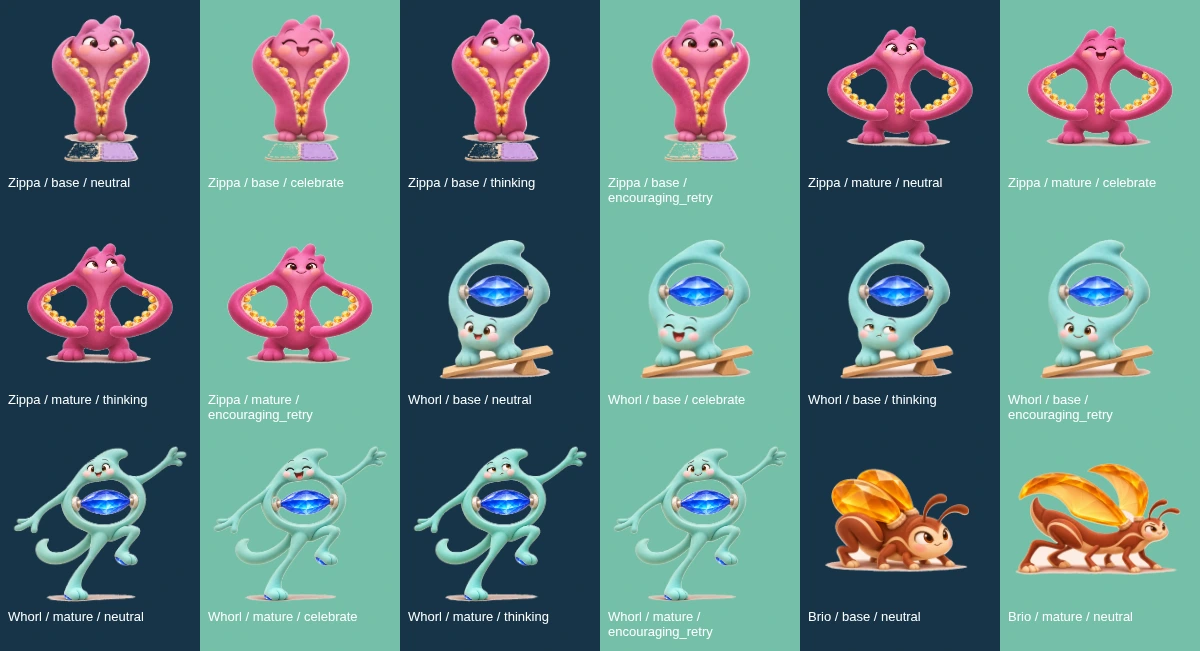 Zippa / base / neutral
Zippa / base / celebrate
Zippa / base / thinking
Zippa / base /
encouraging_retry
Zippa / mature / neutral
Zippa / mature / celebrate
Zippa / mature / thinking
Zippa / mature /
encouraging_retry
Whorl / base / neutral
Whorl / base / celebrate
Whorl / base / thinking
Whorl / base /
encouraging_retry
Whorl / mature / neutral
Whorl / mature / celebrate
Whorl / mature / thinking
Whorl / mature /
encouraging_retry
Brio / base / neutral
Brio / mature / neutral